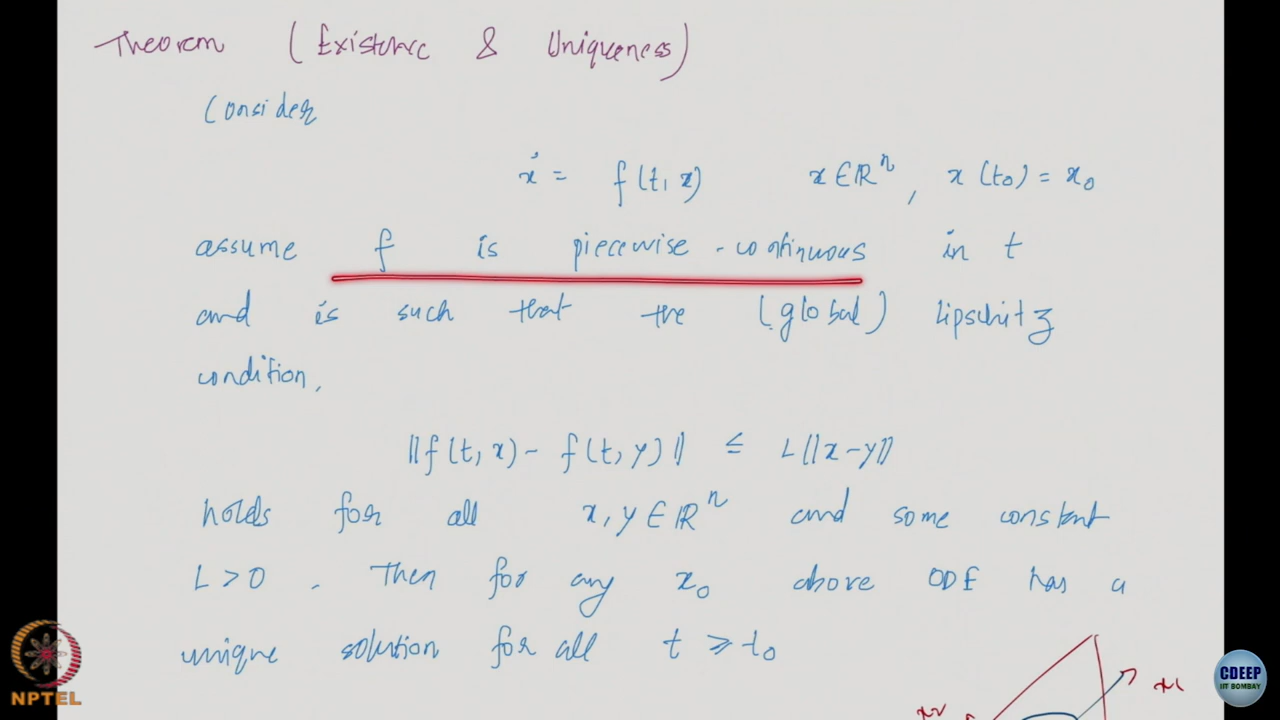 Theorem (Existence & Uniqueness)
Consider
ẋ = f(t, x) x ∈ ℝⁿ, x(t₀) = x₀
assume f is piecewise-continuous in t
and is such that the (global) lipschitz
condition,
||f(t, x) - f(t, y)|| ≤ L||x-y||
holds for all x, y ∈ ℝⁿ and some constant
L > 0. Then for any x₀ above ODE has a
unique solution for all t ≥ t₀
NPTEL
CDEEP
IIT BOMBAY